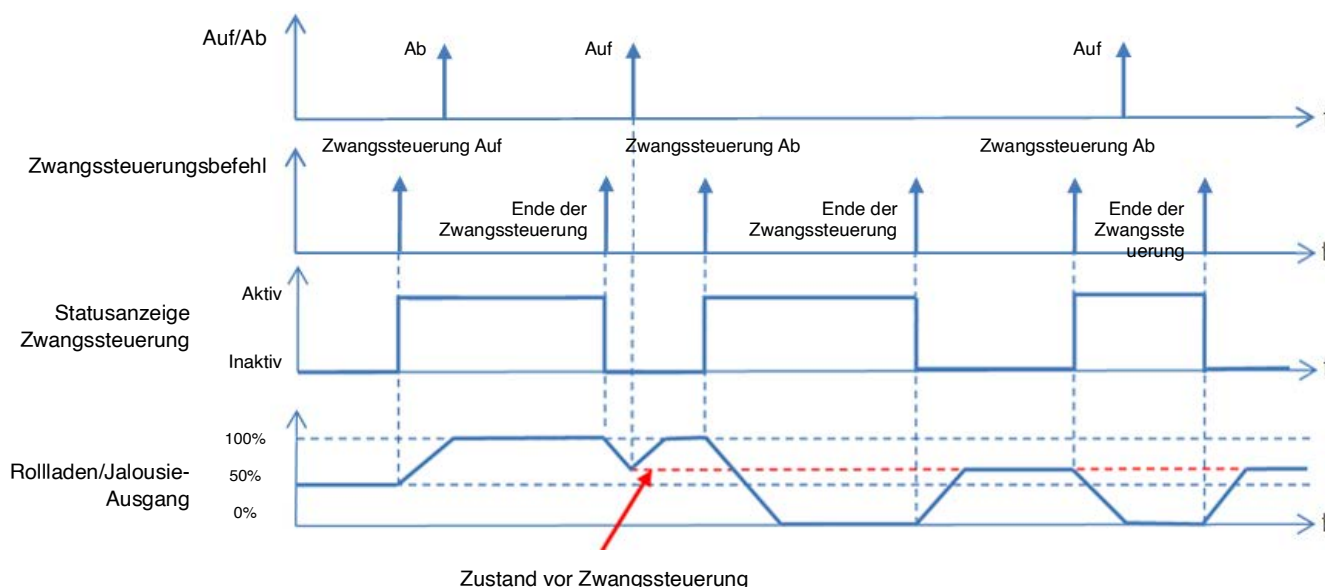 Auf/Ab
Ab
Auf
Auf
t
Zwangssteuerungsbefehl
Zwangssteuerung Auf
Zwangssteuerung Ab
Zwangssteuerung Ab
Ende der
Zwangssteuerung
Ende der
Zwangssteuerung
Ende der
Zwangsste
uerung
t
Statusanzeige
Zwangssteuerung
Aktiv
Inaktiv
t
Rollladen/Jalousie-
Ausgang
100%
50%
0%
t
Zustand vor Zwangssteuerung